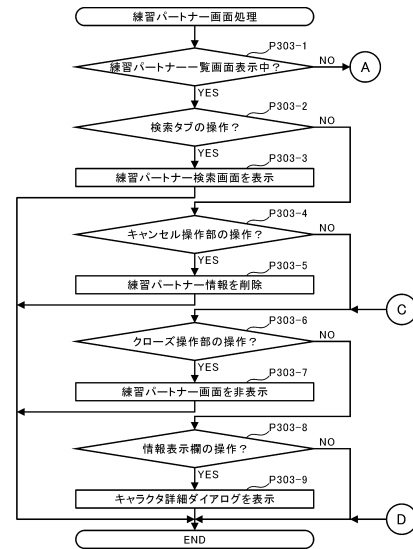 練習パートナー画面処理
P303-1
練習パートナー一覧画面表示中？
NO
A
YES
P303-2
検索タブの操作？
NO
YES
P303-3
練習パートナー検索画面を表示
P303-4
キャンセル操作部の操作？
NO
YES
P303-5
練習パートナー情報を削除
C
P303-6
クローズ操作部の操作？
NO
YES
P303-7
練習パートナー画面を非表示
P303-8
情報表示欄の操作？
NO
YES
P303-9
キャラクタ詳細ダイアログを表示
D
END